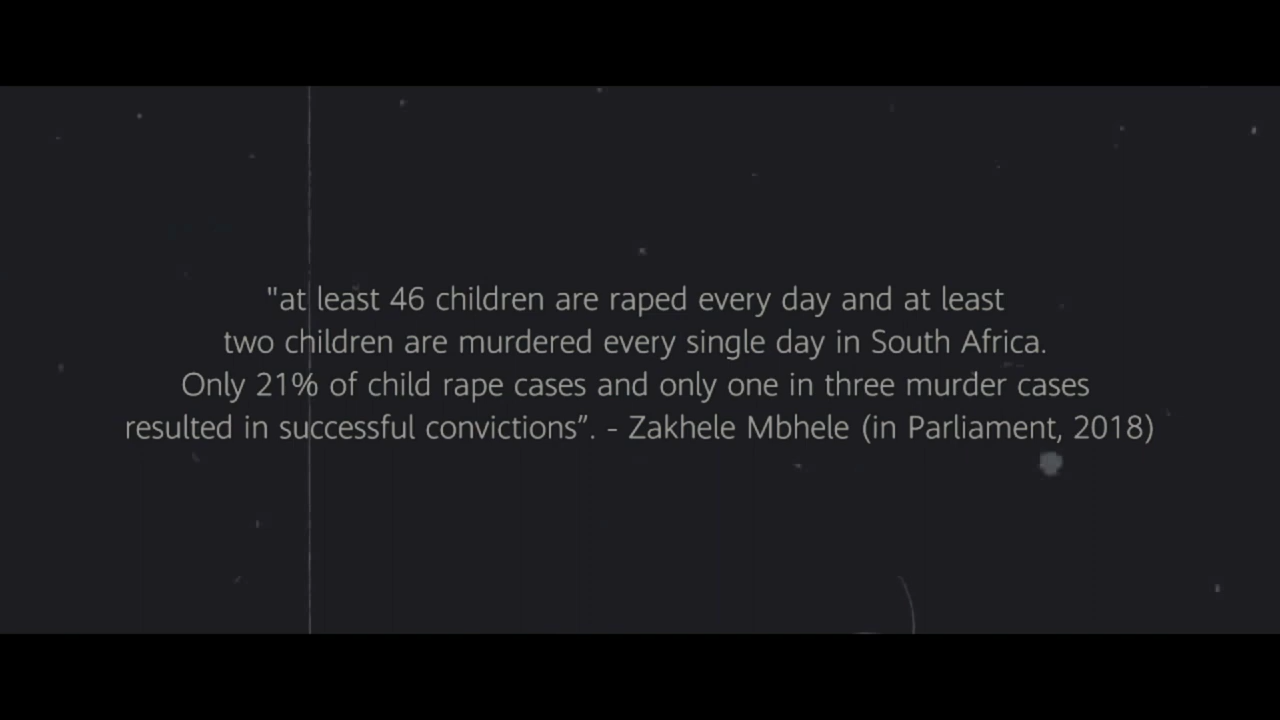 "at least 46 children are raped every day and at least
two children are murdered every single day in South Africa.
Only 21% of child rape cases and only one in three murder cases
resulted in successful convictions”. - Zakhele Mbhele (in Parliament, 2018)